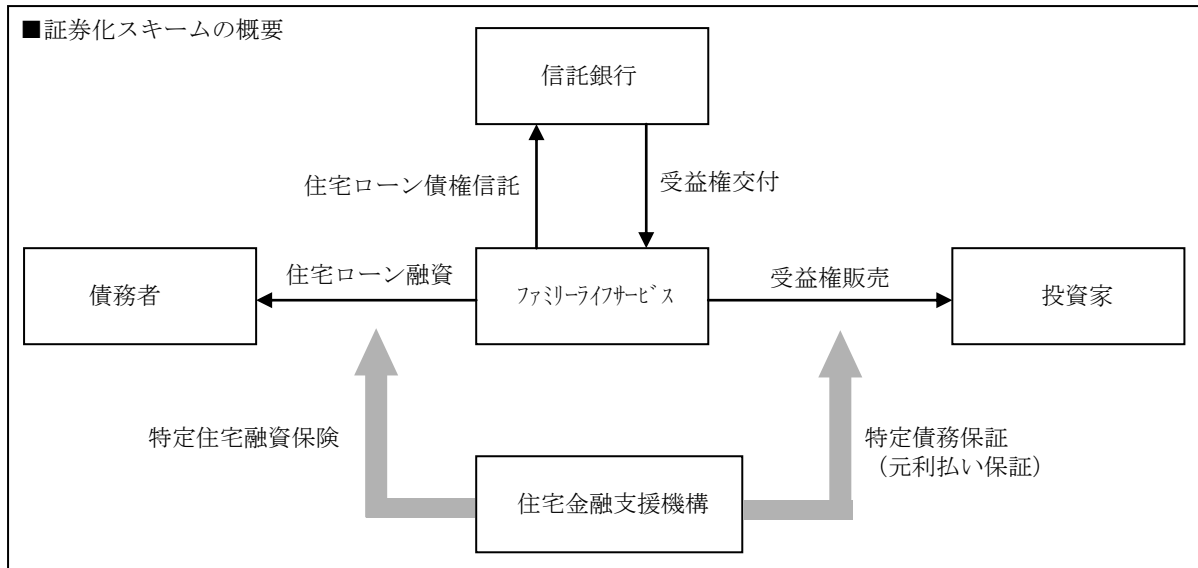 ■証券化スキームの概要
信託銀行
住宅ローン債権信託
受益権交付
債務者
住宅ローン融資
ﾌｧﾐﾘｰﾗｲﾌｻｰﾋﾞｽ
受益権販売
投資家
特定住宅融資保険
特定債務保証
（元利払い保証）
住宅金融支援機構